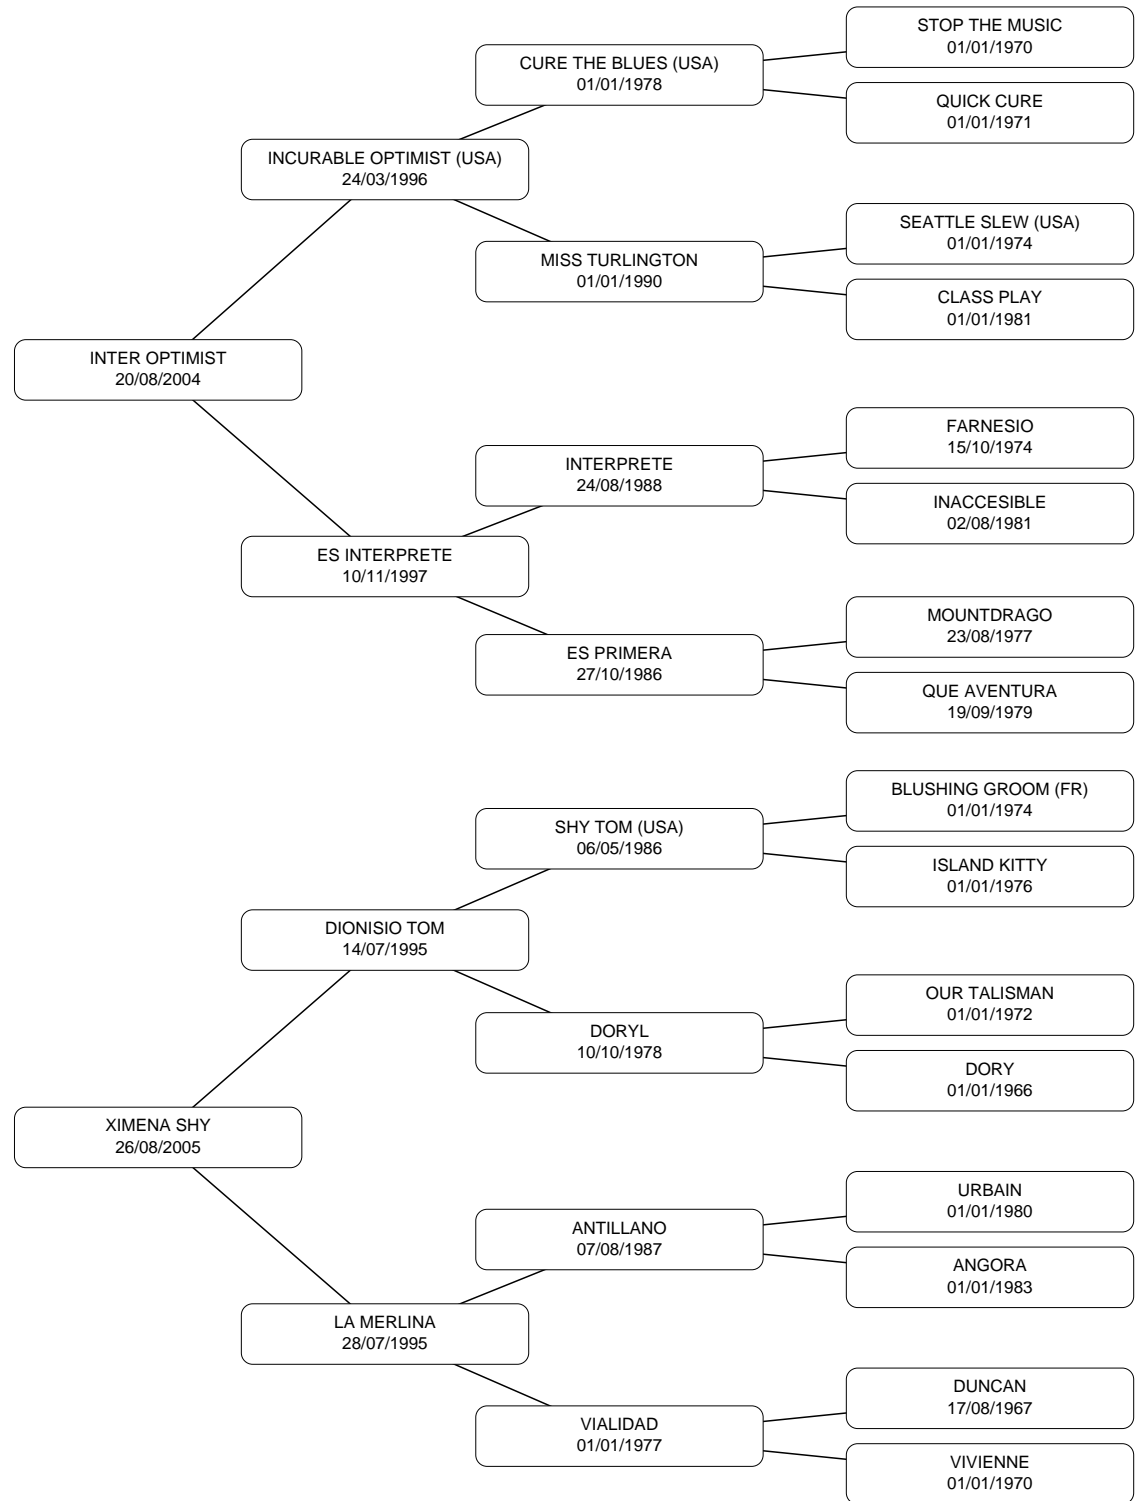 STOP THE MUSIC
01/01/1970
CURE THE BLUES (USA)
01/01/1978
QUICK CURE
01/01/1971
INCURABLE OPTIMIST (USA)
24/03/1996
SEATTLE SLEW (USA)
01/01/1974
MISS TURLINGTON
01/01/1990
CLASS PLAY
01/01/1981
INTER OPTIMIST
20/08/2004
FARNESIO
15/10/1974
INTERPRETE
24/08/1988
INACCESIBLE
02/08/1981
ES INTERPRETE
10/11/1997
MOUNTDRAGO
23/08/1977
ES PRIMERA
27/10/1986
QUE AVENTURA
19/09/1979
BLUSHING GROOM (FR)
01/01/1974
SHY TOM (USA)
06/05/1986
ISLAND KITTY
01/01/1976
DIONISIO TOM
14/07/1995
OUR TALISMAN
01/01/1972
DORYL
10/10/1978
DORY
01/01/1966
XIMENA SHY
26/08/2005
URBAIN
01/01/1980
ANTILLANO
07/08/1987
ANGORA
01/01/1983
LA MERLINA
28/07/1995
DUNCAN
17/08/1967
VIALIDAD
01/01/1977
VIVIENNE
01/01/1970